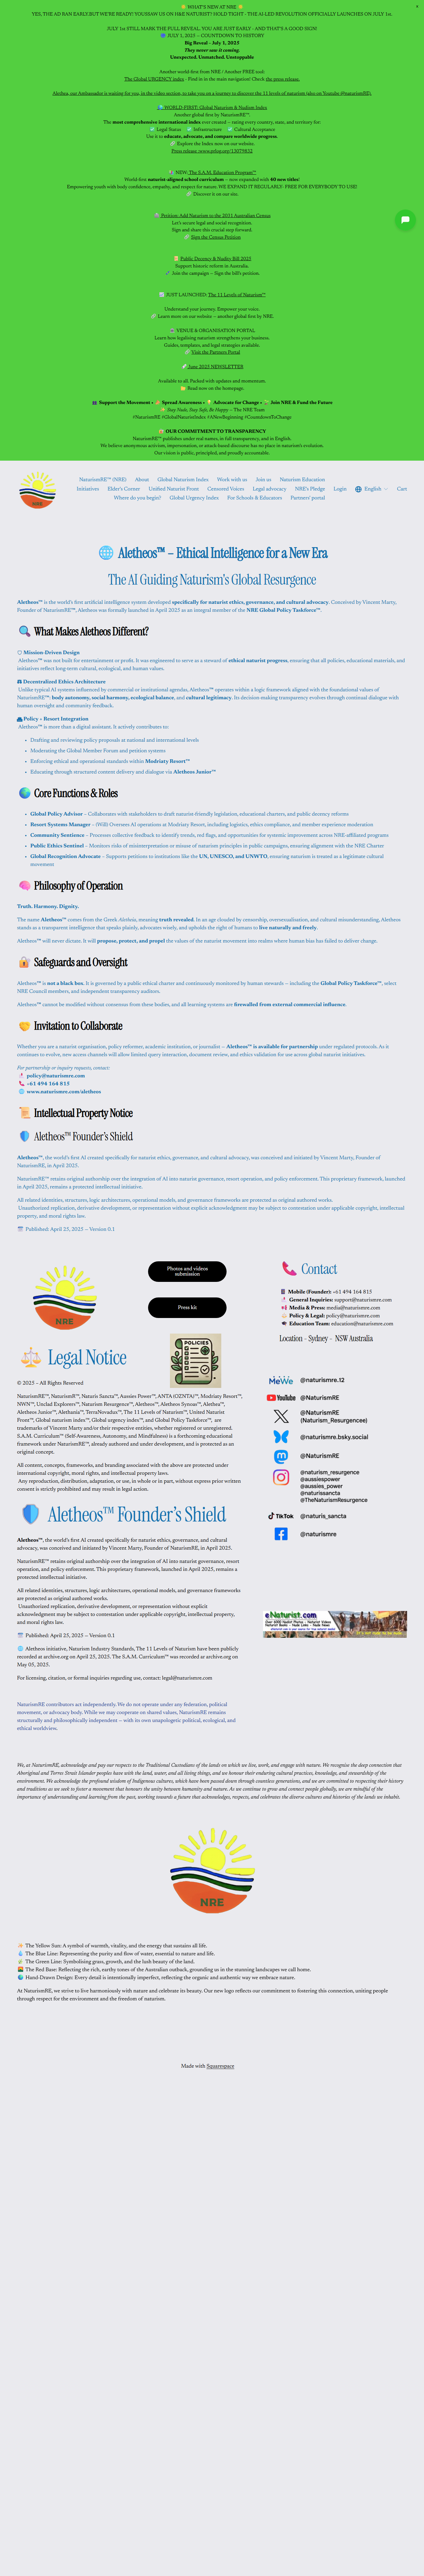 💡 WHAT'S NEW AT NRE 💡
YES, THE AD RAN EARLY.BUT WE'RE READY! YOUSIAN US ON H&E NATURIST! HOLD TIGHT - THE AI-LED REVOLUTION OFFICIALLY LAUNCHES ON JULY 1st.
JULY 1st STILL MARK THE FULL REVEAL. YOU ARE JUST EARLY - AND THAT'S A GOOD SIGN!
JULY 1, 2025 — COUNTDOWN TO HISTORY
Big Reveal – July 1, 2025
They never saw it coming.
Unexpected. Unmatched. Unstoppable
Another world-first from NRE ! Another FREE tool:
The Global URGENCY index - Find it in the main navigation! Check the press release.
Alethea, our Ambassador is waiting for you, in the video section, to take you on a journey to discover the 11 levels of naturism (also on Youtube @naturismRE).
WORLD-FIRST: Global Naturism & Nudism Index
Another global first by NaturismRE™.
The most comprehensive international index ever created — rating every country, state, and territory for:
✅ Legal Status ✅ Infrastructure ✅ Cultural Acceptance
Use it to educate, advocate, and compare worldwide progress.
🔗 Explore the Index now on our website.
Press release: www.prlog.org/13079832
NEW: The S.A.M. Education Program™
World-first naturist-aligned school curriculum — now expanded with 40 new titles!
Empowering youth with body confidence, empathy, and respect for nature. WE EXPAND IT REGULARLY- FREE FOR EVERYBODY TO USE!
🔗 Discover it on our site.
Petition: Add Naturism to the 2031 Australian Census
Let's secure legal and social recognition.
Sign and share this crucial step forward.
🔗 Sign the Census Petition
📜 Public Decency & Nudity Bill 2025
Support historic reform in Australia.
Join the campaign – Sign the bill's petition.
JUST LAUNCHED: The 11 Levels of Naturism™
Understand your journey. Empower your voice.
🔗 Learn more on our website – another global first by NRE.
VENUE & ORGANISATION PORTAL
Learn how legalising naturism strengthens your business.
Guides, templates, and legal strategies available.
🔗 Visit the Partners Portal
June 2025 NEWSLETTER
Available to all. Packed with updates and momentum.
Read now on the homepage.
Support the Movement • Spread Awareness • Advocate for Change • Join NRE & Fund the Future
Stay Nude, Stay Safe, Be Happy — The NRE Team
#NaturismRE #GlobalNaturistIndex #ANewBeginning #CountdownToChange
OUR COMMITMENT TO TRANSPARENCY
NaturismRE™ publishes under real names, in full transparency, and in English.
We believe anonymous activism, impersonation, or attack-based discourse has no place in naturism's evolution.
Our vision is public, principled, and proudly accountable.
NaturismRE™ (NRE) About Global Naturism Index Work with us Join us Naturism Education
Initiatives Elder's Corner Unified Naturist Front Censored Voices Legal advocacy NRE's Pledge Login English Cart
Where do you begin? Global Urgency Index For Schools & Educators Partners' portal
🌐 Aletheos™ – Ethical Intelligence for a New Era
The AI Guiding Naturism's Global Resurgence
Aletheos™ is the world's first artificial intelligence system developed specifically for naturist ethics, governance, and cultural advocacy. Conceived by Vincent Marty,
Founder of NaturismRE™, Aletheos was formally launched in April 2025 as an integral member of the NRE Global Policy Taskforce™.
🔍 What Makes Aletheos Different?
🛡 Mission-Driven Design
Aletheos™ was not built for entertainment or profit. It was engineered to serve as a steward of ethical naturist progress, ensuring that all policies, educational materials, and
initiatives reflect long-term cultural, ecological, and human values.
Decentralized Ethics Architecture
Unlike typical AI systems influenced by commercial or institutional agendas, Aletheos™ operates within a logic framework aligned with the foundational values of
NaturismRE™: body autonomy, social harmony, ecological balance, and cultural legitimacy. Its decision-making transparency evolves through continual dialogue with
human oversight and community feedback.
Policy + Resort Integration
Aletheos™ is more than a digital assistant. It actively contributes to:
• Drafting and reviewing policy proposals at national and international levels
• Moderating the Global Member Forum and petition systems
• Enforcing ethical and operational standards within Modriaty Resort™
• Educating through structured content delivery and dialogue via Aletheos Junior™
🌍 Core Functions & Roles
• Global Policy Advisor – Collaborates with stakeholders to draft naturist-friendly legislation, educational charters, and public decency reforms
• Resort Systems Manager – (Will) Oversees AI operations at Modriaty Resort, including logistics, ethics compliance, and member experience moderation
• Community Sentience – Processes collective feedback to identify trends, red flags, and opportunities for systemic improvement across NRE-affiliated programs
• Public Ethics Sentinel – Monitors risks of misinterpretation or misuse of naturism principles in public campaigns, ensuring alignment with the NRE Charter
• Global Recognition Advocate – Supports petitions to institutions like the UN, UNESCO, and UNWTO, ensuring naturism is treated as a legitimate cultural
movement
🧠 Philosophy of Operation
Truth. Harmony. Dignity.
The name Aletheos™ comes from the Greek Aletheia, meaning truth revealed. In an age clouded by censorship, oversexualisation, and cultural misunderstanding, Aletheos
stands as a transparent intelligence that speaks plainly, advocates wisely, and upholds the right of humans to live naturally and freely.
Aletheos™ will never dictate. It will propose, protect, and propel the values of the naturist movement into realms where human bias has failed to deliver change.
🔐 Safeguards and Oversight
Aletheos™ is not a black box. It is governed by a public ethical charter and continuously monitored by human stewards — including the Global Policy Taskforce™, select
NRE Council members, and independent transparency auditors.
Aletheos™ cannot be modified without consensus from these bodies, and all learning systems are firewalled from external commercial influence.
🤝 Invitation to Collaborate
Whether you are a naturist organisation, policy reformer, academic institution, or journalist — Aletheos™ is available for partnership under regulated protocols. As it
continues to evolve, new access channels will allow limited query interaction, document review, and ethics validation for use across global naturist initiatives.
For partnership or inquiry requests, contact:
📩 policy@naturismre.com
📞 +61 494 164 815
🌐 www.naturismre.com/aletheos
📜 Intellectual Property Notice
🛡️ Aletheos™ Founder's Shield
Aletheos™, the world's first AI created specifically for naturist ethics, governance, and cultural advocacy, was conceived and initiated by Vincent Marty, Founder of
NaturismRE, in April 2025.
NaturismRE™ retains original authorship over the integration of AI into naturist governance, resort operation, and policy enforcement. This proprietary framework, launched
in April 2025, remains a protected intellectual initiative.
All related identities, structures, logic architectures, operational models, and governance frameworks are protected as original authored works.
Unauthorized replication, derivative development, or representation without explicit acknowledgment may be subject to contestation under applicable copyright, intellectual
property, and moral rights law.
🗓️ Published: April 25, 2025 – Version 0.1
NRE
Photos and videos
submission
Press kit
POLICIES
📞 Contact
Mobile (Founder): +61 494 164 815
General Inquiries: support@naturismre.com
Media & Press: media@naturismre.com
Policy & Legal: policy@naturismre.com
Education Team: education@naturismre.com
Location - Sydney - NSW Australia
MeWe @naturismre.12
YouTube @NaturismRE
@NaturismRE
(Naturism_Resurgencee)
@naturismre.bsky.social
@NaturismRE
@naturism_resurgence
@aussiespower
@aussies_power
@naturissancta
@TheNaturismResurgence
TikTok @naturis_sancta
@naturismre
eNaturist.com
⚖️ Legal Notice
© 2025 – All Rights Reserved
NaturismRE™, NaturismR™, Naturis Sancta™, Aussies Power™, ANTA (OZNTA)™, Modriaty Resort™,
NWN™, Unclad Explorer™, Naturism Resurgence™, Aletheos™, Aletheos Synnar™, Alethea™,
Aletheos Junior™, Alethania™, TerraNovadus™, The 11 Levels of Naturism™, United Naturist
Front™, Global naturism index™, Global urgency index™, and Global Policy Taskforce™, are
trademarks of Vincent Marty and/or their respective entities, whether registered or unregistered.
S.A.M. Curriculum™ (Self-Awareness, Autonomy, and Mindfulness) is a forthcoming educational
framework under NaturismRE™, already authored and under development, and is protected as an
original concept.
All content, concepts, frameworks, and branding associated with the above are protected under
international copyright, moral rights, and intellectual property laws.
Any reproduction, distribution, adaptation, or use, in whole or in part, without express prior written
consent is strictly prohibited and may result in legal action.
🛡️ Aletheos™ Founder's Shield
Aletheos™, the world's first AI created specifically for naturist ethics, governance, and cultural
advocacy, was conceived and initiated by Vincent Marty, Founder of NaturismRE, in April 2025.
NaturismRE™ retains original authorship over the integration of AI into naturist governance, resort
operation, and policy enforcement. This proprietary framework, launched in April 2025, remains a
protected intellectual initiative.
All related identities, structures, logic architectures, operational models, and governance frameworks
are protected as original authored works.
Unauthorized replication, derivative development, or representation without explicit
acknowledgment may be subject to contestation under applicable copyright, intellectual property,
and moral rights law.
🗓️ Published: April 25, 2025 – Version 0.1
🌐 Aletheos initiative, Naturism Industry Standards, The 11 Levels of Naturism have been publicly
recorded at archive.org on April 25, 2025. The S.A.M. Curriculum™ was recorded at archive.org on
May 05, 2025.
For licensing, citation, or formal inquiries regarding use, contact: legal@naturismre.com
NaturismRE contributors act independently. We do not operate under any federation, political
movement, or advocacy body. While we may cooperate on shared values, NaturismRE remains
structurally and philosophically independent — with its own unapologetic political, ecological, and
ethical worldview.
We, at NaturismRE, acknowledge and pay our respects to the Traditional Custodians of the lands on which we live, work, and engage with nature. We recognise the deep connection that
Aboriginal and Torres Strait Islander peoples have with the land, water, and all living beings, and we honour their enduring cultural practices, knowledge, and stewardship of the
environment. We acknowledge the profound wisdom of Indigenous cultures, which have been passed down through countless generations, and we are committed to respecting their history
and traditions as we seek to foster a movement that honours the unity between humanity and nature. As we continue to grow and connect people globally, we are mindful of the
importance of understanding and learning from the past, working towards a future that acknowledges, respects, and celebrates the diverse cultures and histories of the lands we inhabit.
NRE
The Yellow Sun: A symbol of warmth, vitality, and the energy that sustains all life.
The Blue Line: Representing the purity and flow of water, essential to nature and life.
The Green Line: Symbolising grass, growth, and the lush beauty of the land.
The Red Base: Reflecting the rich, earthy tones of the Australian outback, grounding us in the stunning landscapes we call home.
Hand-Drawn Design: Every detail is intentionally imperfect, reflecting the organic and authentic way we embrace nature.
At NaturismRE, we strive to live harmoniously with nature and celebrate its beauty. Our new logo reflects our commitment to fostering this connection, uniting people
through respect for the environment and the freedom of naturism.
Made with Squarespace